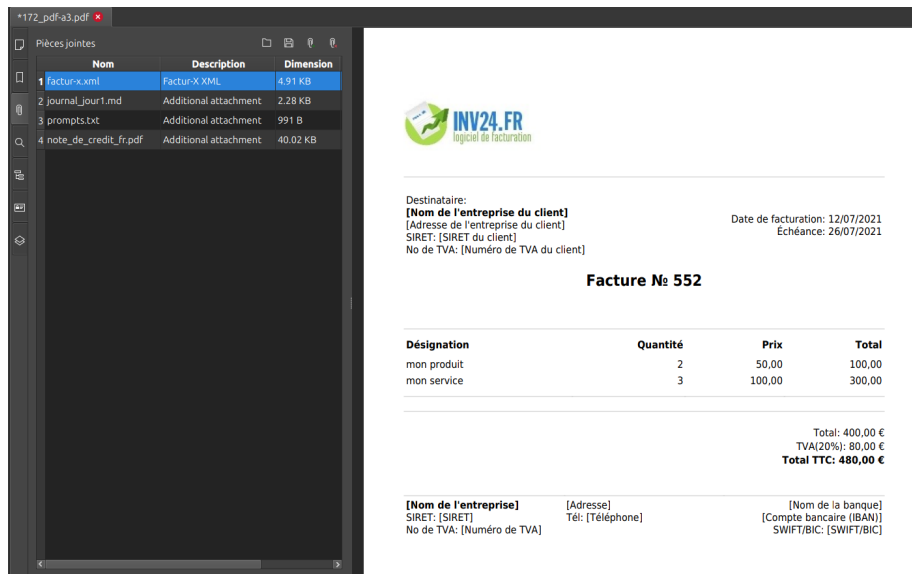 *172_pdf-a3.pdf
Pièces jointes
Nom Description Dimension
1 factur-x.xml Factur-X XML 4.91 KB
2 journal_jour1.md Additional attachment 2.28 KB
3 prompts.txt Additional attachment 991 B
4 note_de_credit_fr.pdf Additional attachment 40.02 KB
INV24.FR
logiciel de facturation
Destinataire:
[Nom de l'entreprise du client]
[Adresse de l'entreprise du client]
SIRET: [SIRET du client]
No de TVA: [Numéro de TVA du client]
Date de facturation: 12/07/2021
Échéance: 26/07/2021
Facture № 552
Désignation Quantité Prix Total
mon produit 2 50,00 100,00
mon service 3 100,00 300,00
Total: 400,00 €
TVA(20%): 80,00 €
Total TTC: 480,00 €
[Nom de l'entreprise]
SIRET: [SIRET]
No de TVA: [Numéro de TVA]
[Adresse]
Tél: [Téléphone]
[Nom de la banque]
[Compte bancaire (IBAN)]
SWIFT/BIC: [SWIFT/BIC]